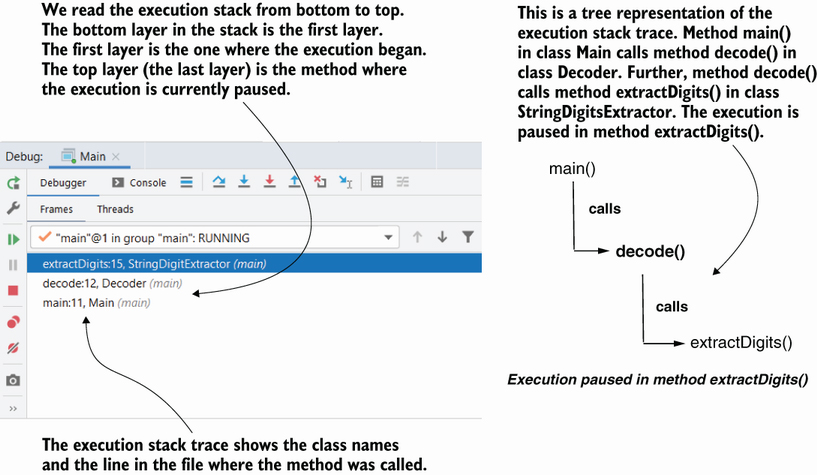 We read the execution stack from bottom to top.
The bottom layer in the stack is the first layer.
The first layer is the one where the execution began.
The top layer (the last layer) is the method where
the execution is currently paused.
This is a tree representation of the
execution stack trace. Method main()
in class Main calls method decode() in
class Decoder. Further, method decode()
calls method extractDigits() in class
StringDigitsExtractor. The execution is
paused in method extractDigits().
Debug: Main
Debugger Console
Frames Threads
"main"@1 in group "main": RUNNING
extractDigits:15, StringDigitExtractor (main)
decode:12, Decoder (main)
main:11, Main (main)
main()
calls
decode()
calls
extractDigits()
Execution paused in method extractDigits()
The execution stack trace shows the class names
and the line in the file where the method was called.